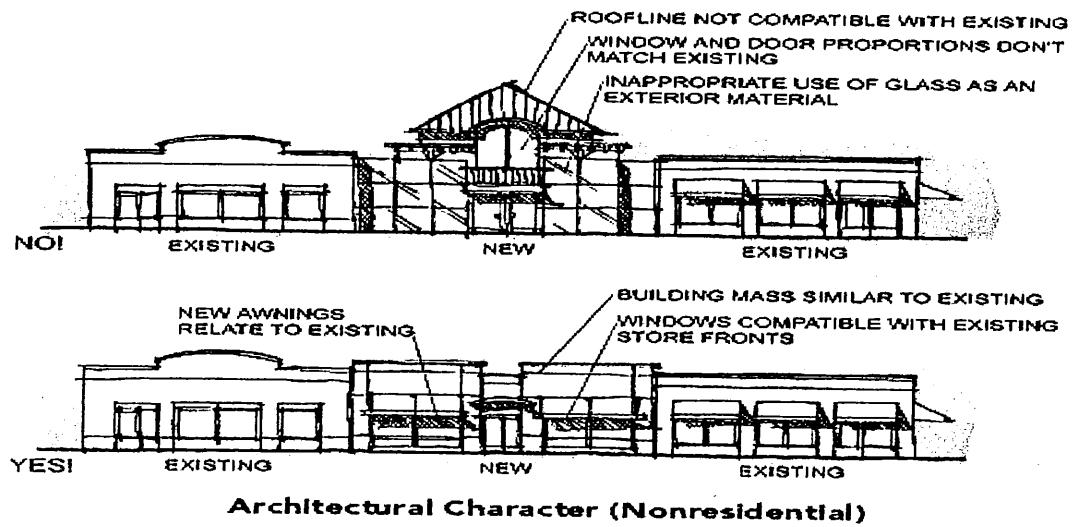 ROOFLINE NOT COMPATIBLE WITH EXISTING
WINDOW AND DOOR PROPORTIONS DON'T
MATCH EXISTING
INAPPROPRIATE USE OF GLASS AS AN
EXTERIOR MATERIAL
NO!
EXISTING
NEW
EXISTING
NEW AWNINGS
RELATE TO EXISTING
BUILDING MASS SIMILAR TO EXISTING
WINDOWS COMPATIBLE WITH EXISTING
STORE FRONTS
YES!
EXISTING
NEW
EXISTING
Architectural Character (Nonresidential)